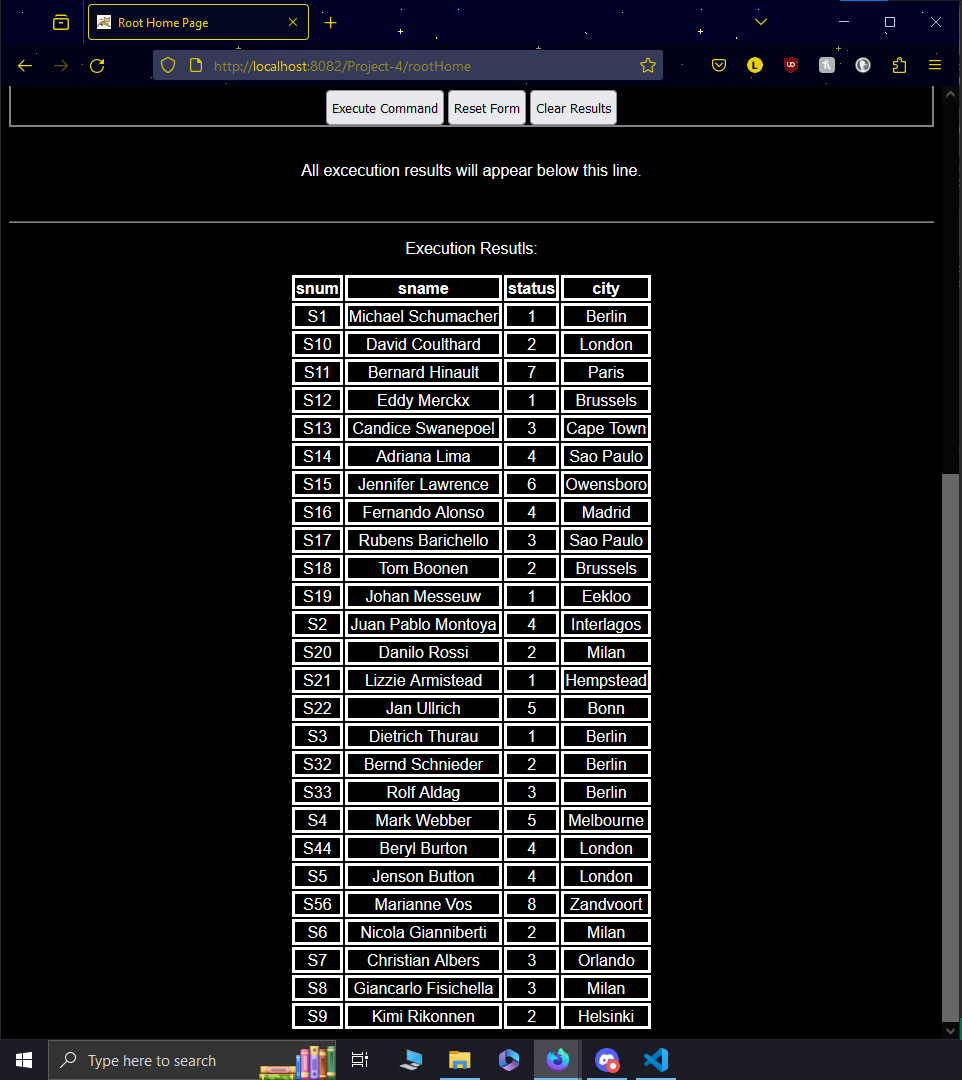 Root Home Page
http://localhost:8082/Project-4/rootHome
L
UD
Execute Command Reset Form Clear Results
All excecution results will appear below this line.
Execution Resutls:
snum sname status city
S1 Michael Schumacher 1 Berlin
S10 David Coulthard 2 London
S11 Bernard Hinault 7 Paris
S12 Eddy Merckx 1 Brussels
S13 Candice Swanepoel 3 Cape Town
S14 Adriana Lima 4 Sao Paulo
S15 Jennifer Lawrence 6 Owensboro
S16 Fernando Alonso 4 Madrid
S17 Rubens Barichello 3 Sao Paulo
S18 Tom Boonen 2 Brussels
S19 Johan Messeuw 1 Eekloo
S2 Juan Pablo Montoya 4 Interlagos
S20 Danilo Rossi 2 Milan
S21 Lizzie Armistead 1 Hempstead
S22 Jan Ullrich 5 Bonn
S3 Dietrich Thurau 1 Berlin
S32 Bernd Schnieder 2 Berlin
S33 Rolf Aldag 3 Berlin
S4 Mark Webber 5 Melbourne
S44 Beryl Burton 4 London
S5 Jenson Button 4 London
S56 Marianne Vos 8 Zandvoort
S6 Nicola Gianniberti 2 Milan
S7 Christian Albers 3 Orlando
S8 Giancarlo Fisichella 3 Milan
S9 Kimi Rikonnen 2 Helsinki
Type here to search